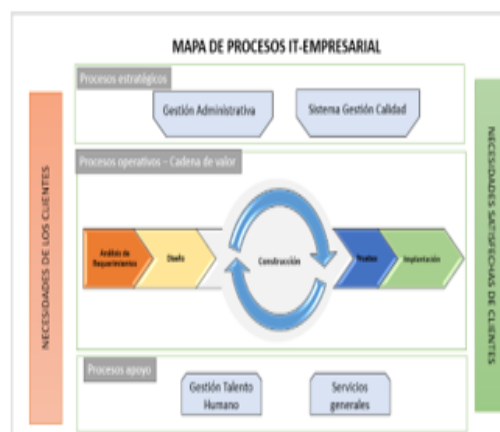 MAPA DE PROCESOS IT-EMPRESARIAL
Procesos estratégicos
Gestión Administrativa
Sistema Gestión Calidad
NECESIDADES DE LOS CLIENTES
Procesos operativos – Cadena de valor
Análisis de
Requerimientos
Diseño
Construcción
Pruebas
Implantación
NECESIDADES SATISFECHAS DE CLIENTES
Procesos apoyo
Gestión Talento
Humano
Servicios
generales